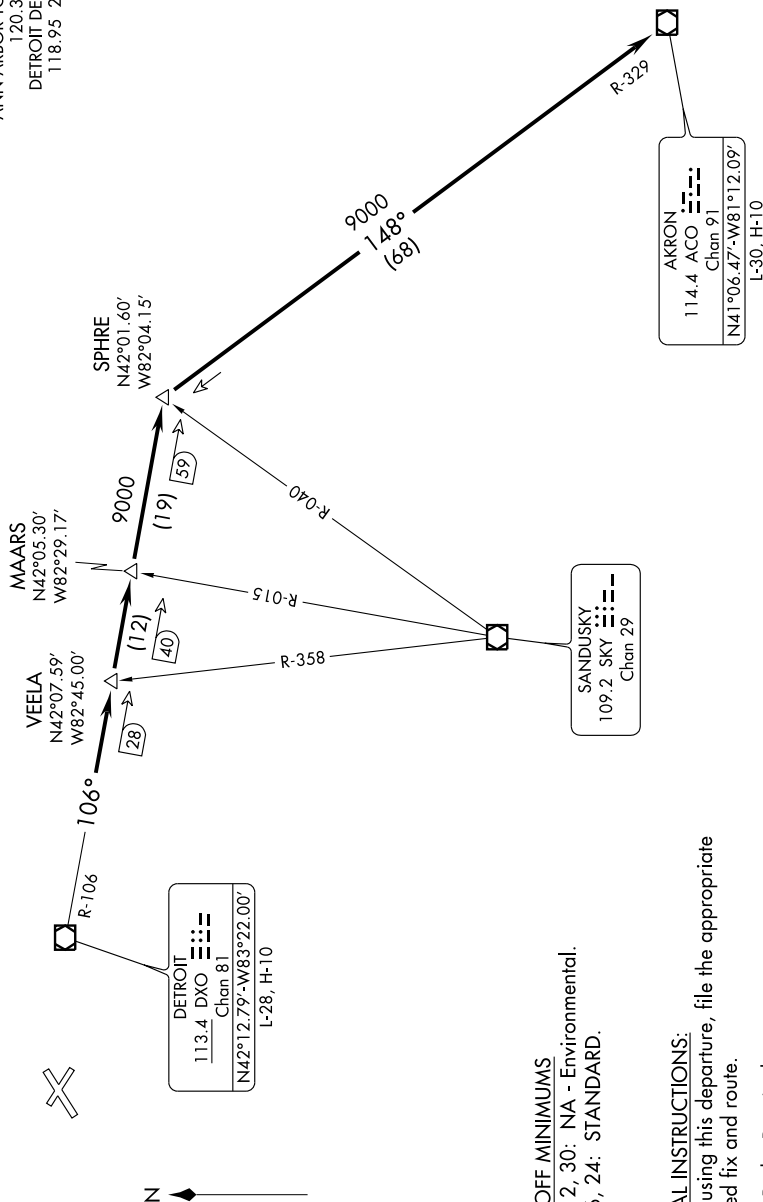 120.3
DETROIT DE
118.95 2
R-329
AKRON
114.4 ACO
Chan 91
N41°06.47'-W81°12.09'
L-30, H-10
9000
148°
(68)
SPHRE
N42°01.60'
W82°04.15'
9000
(19)
59
MAARS
N42°05.30'
W82°29.17'
(12)
40
VEELA
N42°07.59'
W82°45.00'
28
106°
R-106
R-040
R-015
R-358
SANDUSKY
109.2 SKY
Chan 29
DETROIT
113.4 DXO
Chan 81
N42°12.79'-W83°22.00'
L-28, H-10
N
OFF MINIMUMS
2, 30: NA - Environmental.
, 24: STANDARD.
AL INSTRUCTIONS:
using this departure, file the appropriate
ed fix and route.